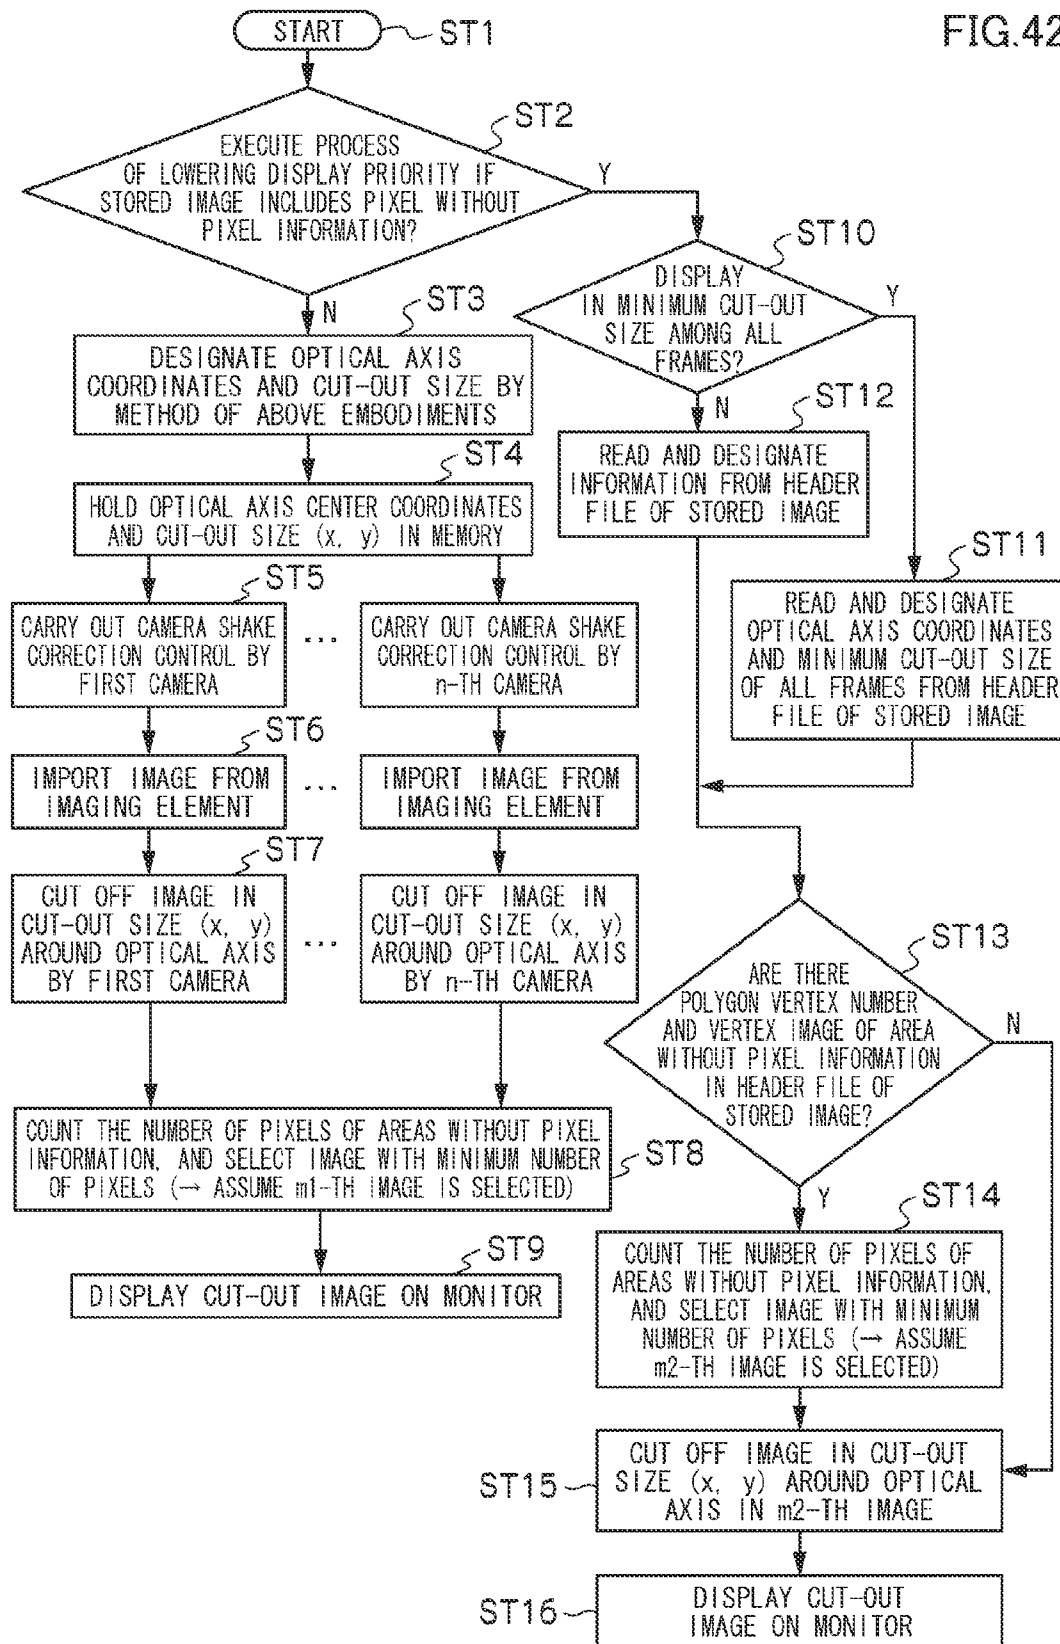 FIG.42
START
ST1
ST2
EXECUTE PROCESS
OF LOWERING DISPLAY PRIORITY IF
STORED IMAGE INCLUDES PIXEL WITHOUT
PIXEL INFORMATION?
Y
N
ST3
DESIGNATE OPTICAL AXIS
COORDINATES AND CUT-OUT SIZE BY
METHOD OF ABOVE EMBODIMENTS
ST4
HOLD OPTICAL AXIS CENTER COORDINATES
AND CUT-OUT SIZE (x, y) IN MEMORY
ST5
CARRY OUT CAMERA SHAKE
CORRECTION CONTROL BY
FIRST CAMERA
...
CARRY OUT CAMERA SHAKE
CORRECTION CONTROL BY
n-TH CAMERA
ST6
IMPORT IMAGE FROM
IMAGING ELEMENT
...
IMPORT IMAGE FROM
IMAGING ELEMENT
ST7
CUT OFF IMAGE IN
CUT-OUT SIZE (x, y)
AROUND OPTICAL AXIS
BY FIRST CAMERA
...
CUT OFF IMAGE IN
CUT-OUT SIZE (x, y)
AROUND OPTICAL AXIS
BY n-TH CAMERA
COUNT THE NUMBER OF PIXELS OF AREAS WITHOUT PIXEL
INFORMATION, AND SELECT IMAGE WITH MINIMUM NUMBER
OF PIXELS (→ ASSUME m1-TH IMAGE IS SELECTED)
ST8
ST9
DISPLAY CUT-OUT IMAGE ON MONITOR
ST10
DISPLAY
IN MINIMUM CUT-OUT
SIZE AMONG ALL
FRAMES?
Y
N
ST12
READ AND DESIGNATE
INFORMATION FROM HEADER
FILE OF STORED IMAGE
ST11
READ AND DESIGNATE
OPTICAL AXIS COORDINATES
AND MINIMUM CUT-OUT SIZE
OF ALL FRAMES FROM HEADER
FILE OF STORED IMAGE
ST13
ARE THERE
POLYGON VERTEX NUMBER
AND VERTEX IMAGE OF AREA
WITHOUT PIXEL INFORMATION
IN HEADER FILE OF
STORED IMAGE?
N
Y
ST14
COUNT THE NUMBER OF PIXELS OF
AREAS WITHOUT PIXEL INFORMATION,
AND SELECT IMAGE WITH MINIMUM
NUMBER OF PIXELS (→ ASSUME
m2-TH IMAGE IS SELECTED)
ST15
CUT OFF IMAGE IN CUT-OUT
SIZE (x, y) AROUND OPTICAL
AXIS IN m2-TH IMAGE
ST16
DISPLAY CUT-OUT
IMAGE ON MONITOR